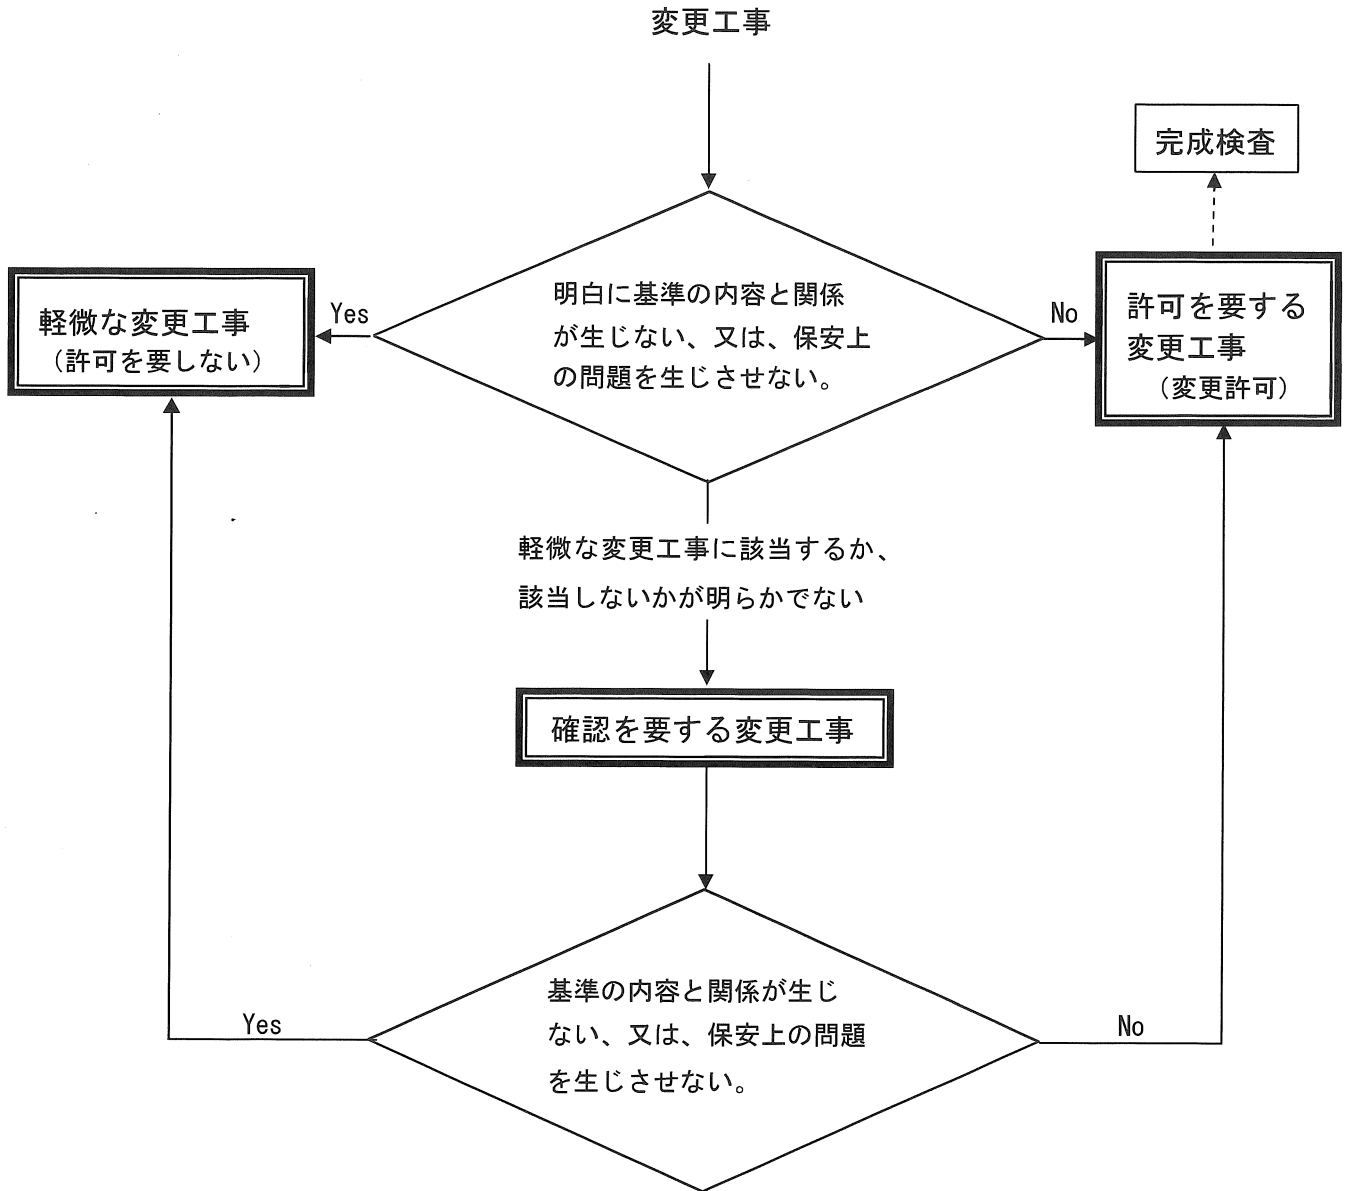 変更工事
完成検査
明白に基準の内容と関係
が生じない、又は、保安上
の問題を生じさせない。
Yes
No
軽微な変更工事
（許可を要しない）
許可を要する
変更工事
（変更許可）
軽微な変更工事に該当するか、
該当しないかが明らかでない
確認を要する変更工事
基準の内容と関係が生じ
ない、又は、保安上の問題
を生じさせない。
Yes
No